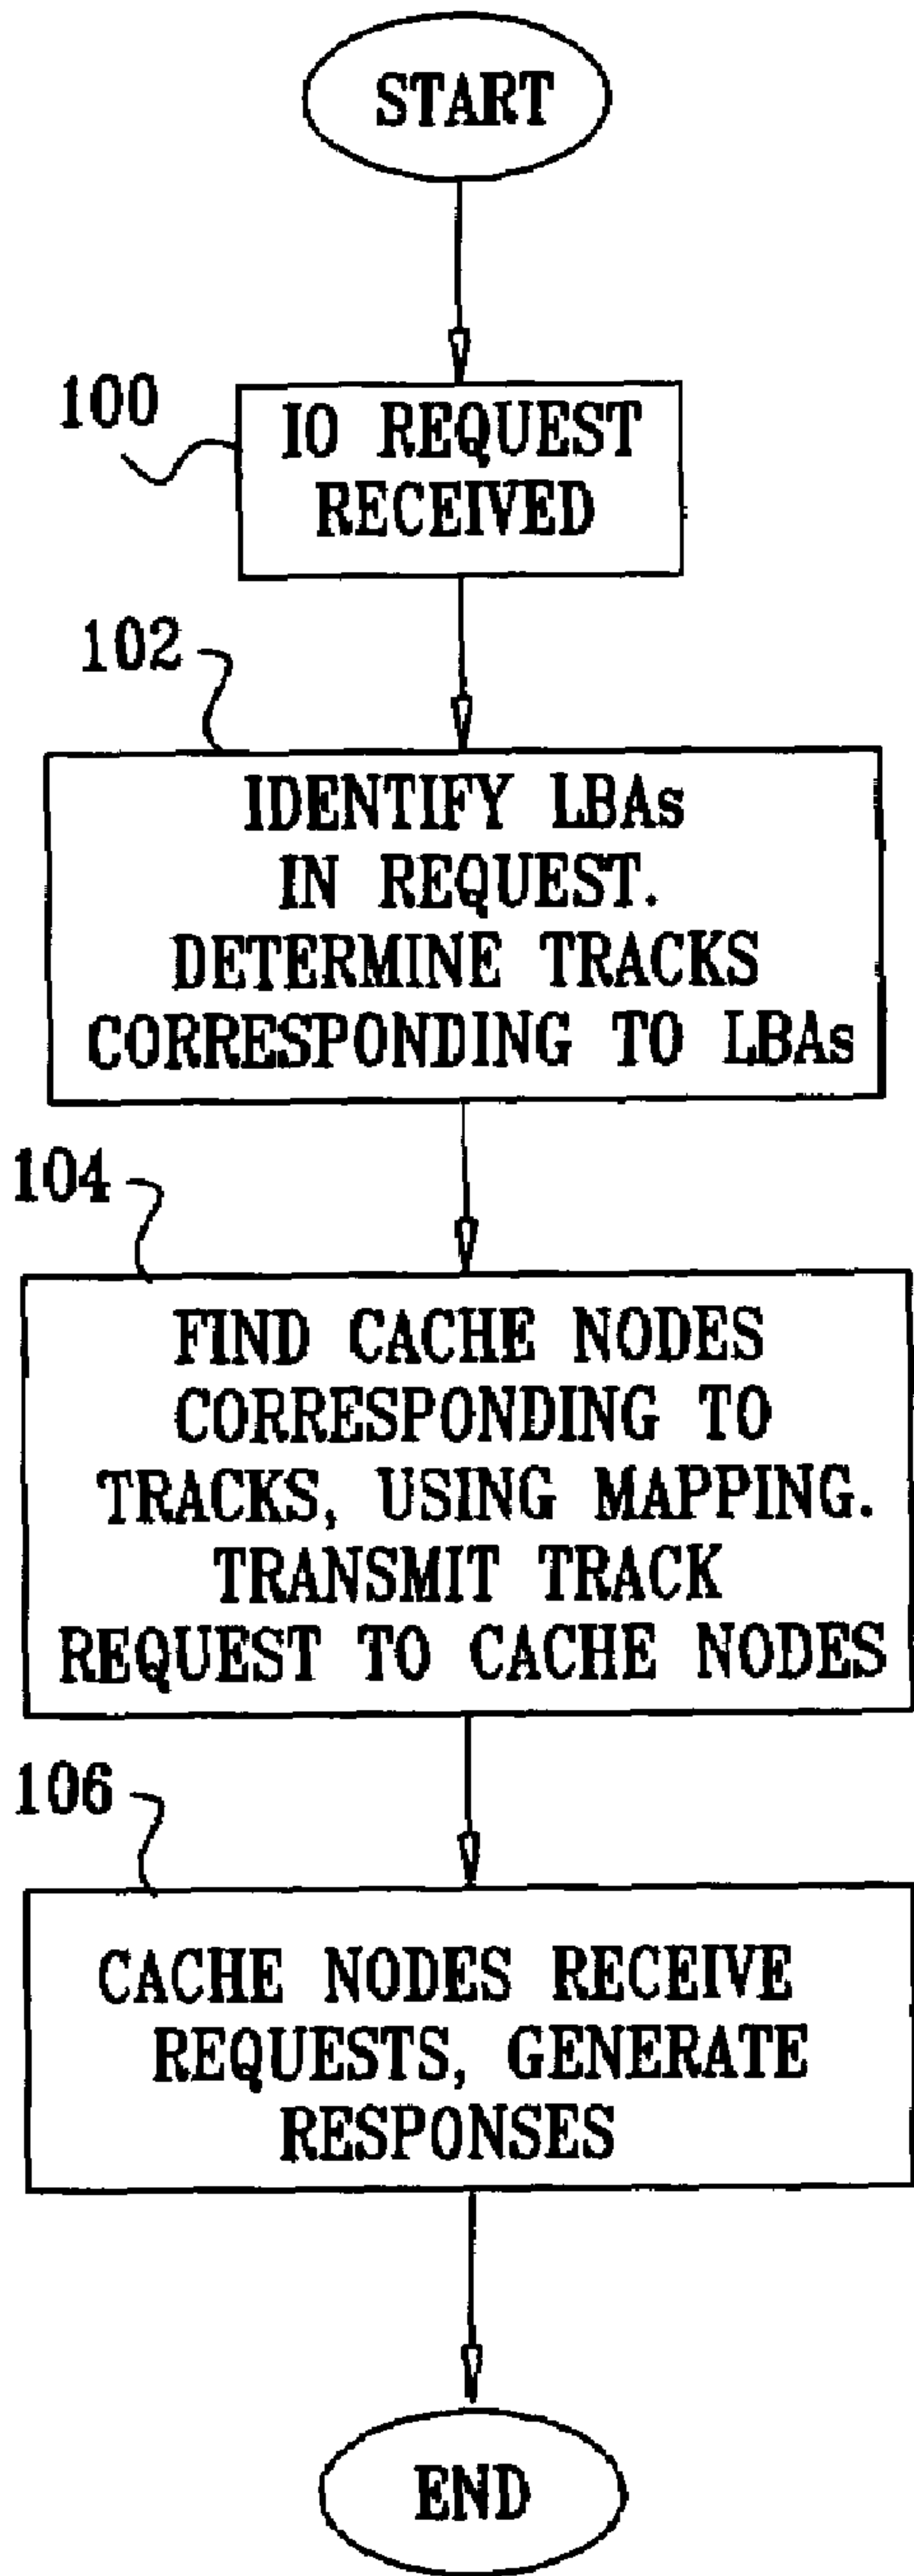 START
100
IO REQUEST
RECEIVED
102
IDENTIFY LBAs
IN REQUEST.
DETERMINE TRACKS
CORRESPONDING TO LBAs
104
FIND CACHE NODES
CORRESPONDING TO
TRACKS, USING MAPPING.
TRANSMIT TRACK
REQUEST TO CACHE NODES
106
CACHE NODES RECEIVE
REQUESTS, GENERATE
RESPONSES
END